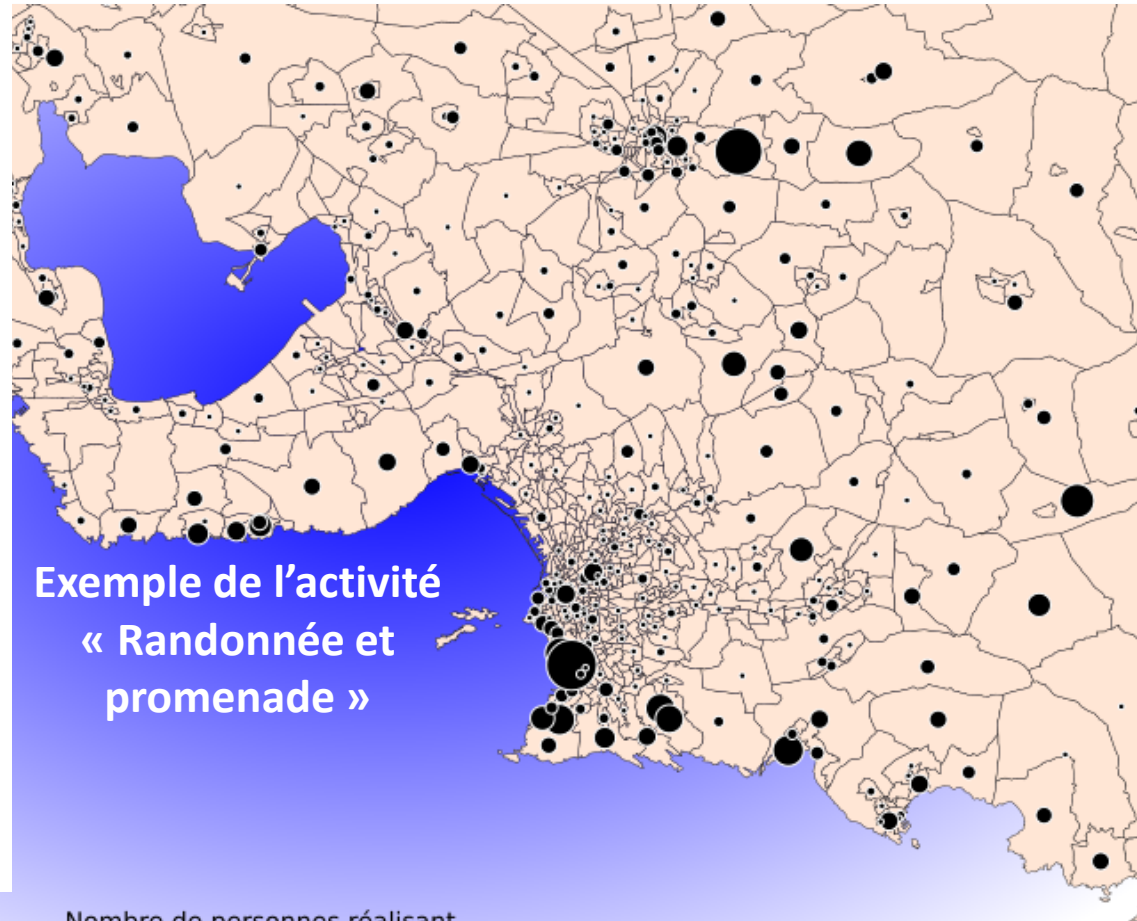 Exemple de l’activité
« Randonnée et
promenade »
Nombre de personnes réalisant